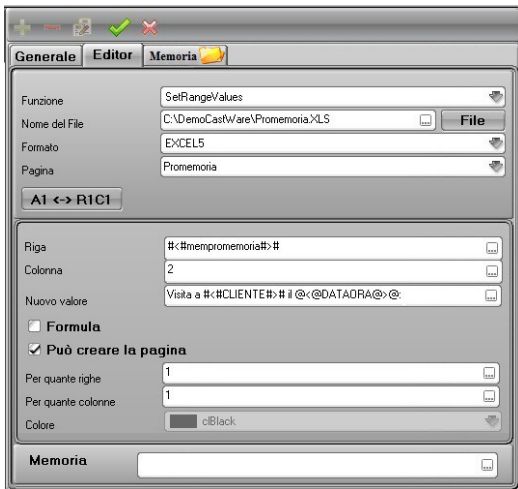 Generale Editor Memoria
Funzione SetRangeValues
Nome del File C:\DemoCastWare\Promemoria.XLS ... File
Formato EXCEL5
Pagina Promemoria
A1 <-> R1C1
Riga #<#mempromemoria#>#  ...
Colonna 2 ...
Nuovo valore Visita a #<#CLIENTE#># il @<@DATAORA@>@: ...
Formula
Può creare la pagina
Per quante righe 1 ...
Per quante colonne 1 ...
Colore clBlack
Memoria ...